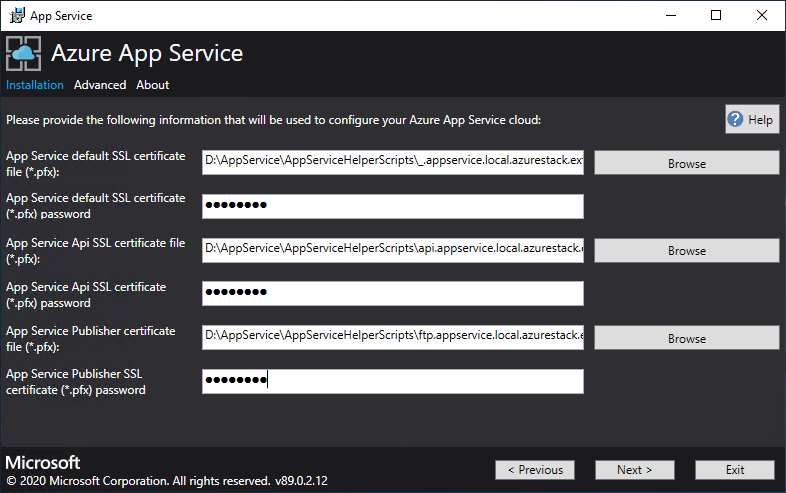 App Service
Azure App Service
Installation Advanced About
Please provide the following information that will be used to configure your Azure App Service cloud:
Help
App Service default SSL certificate
file (*.pfx):
D:\AppService\AppServiceHelperScripts\_.appservice.local.azurestack.ext
Browse
App Service default SSL certificate
(*.pfx) password
●●●●●●●●
App Service Api SSL certificate file
(*.pfx):
D:\AppService\AppServiceHelperScripts\api.appservice.local.azurestack.e
Browse
App Service Api SSL certificate
(*.pfx) password
●●●●●●●●
App Service Publisher certificate
file (*.pfx):
D:\AppService\AppServiceHelperScripts\ftp.appservice.local.azurestack.e
Browse
App Service Publisher SSL
certificate (*.pfx) password
●●●●●●●●
Microsoft
© 2020 Microsoft Corporation. All rights reserved. v89.0.2.12
< Previous
Next >
Exit